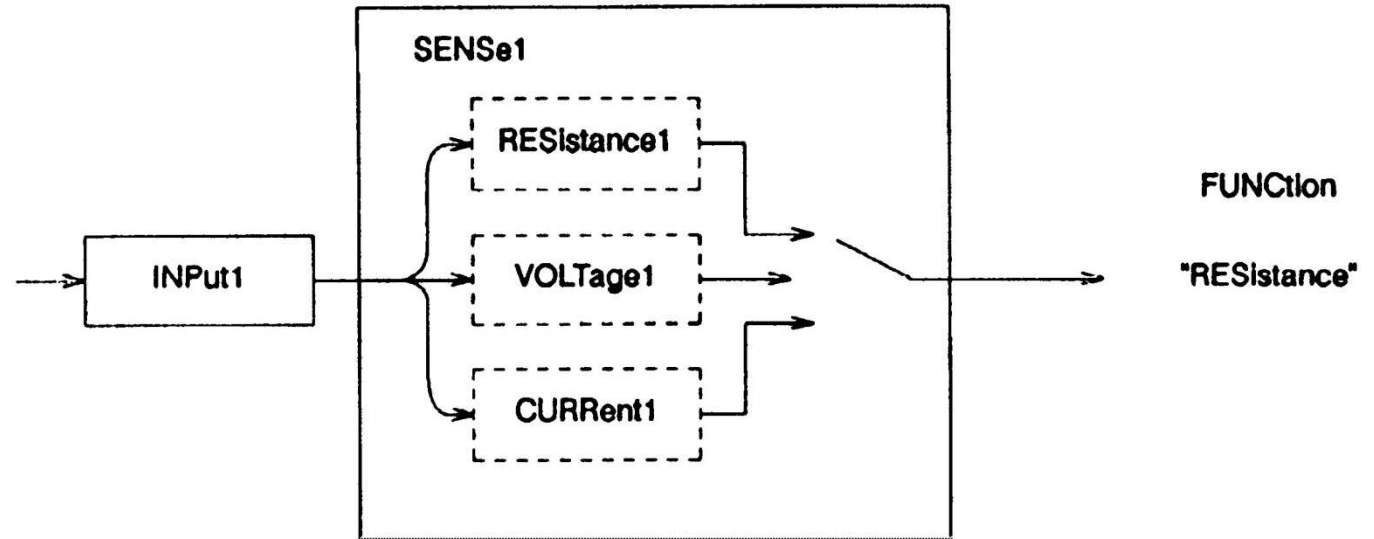 SENSe1
RESistance1
FUNCtion
INPut1
VOLTage1
"RESistance"
CURRent1